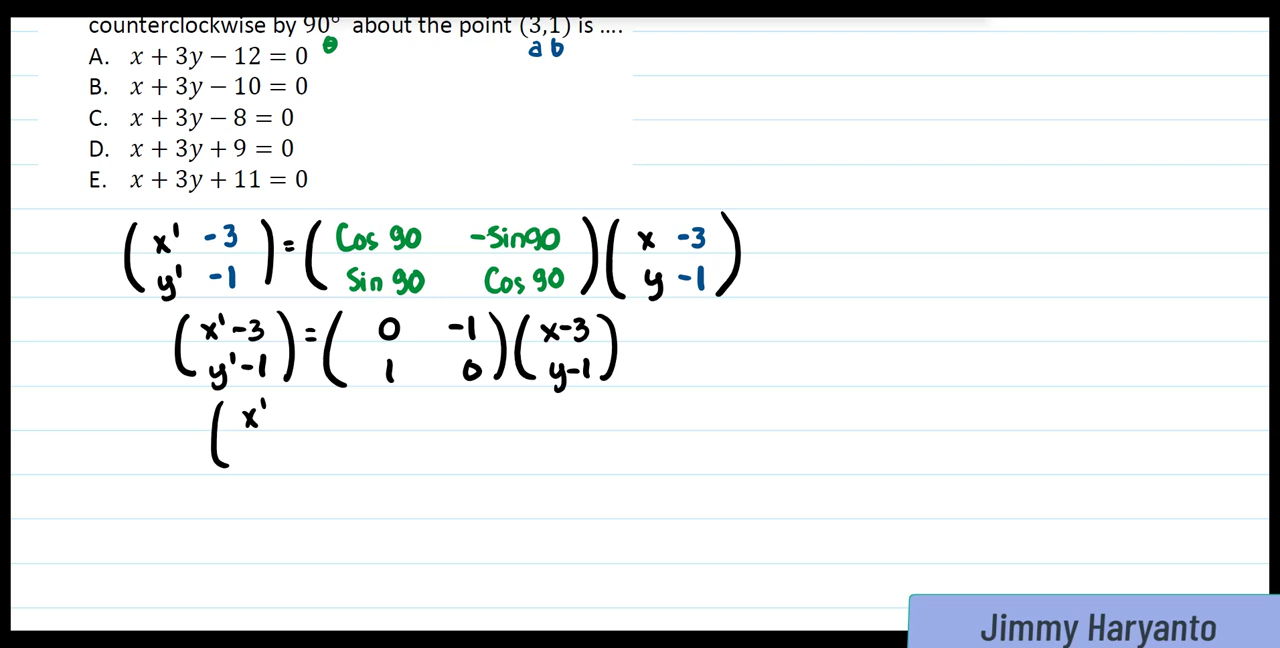 counterclockwise by 90° about the point (3,1) is ....
θ a b
A. x + 3y − 12 = 0
B. x + 3y − 10 = 0
C. x + 3y − 8 = 0
D. x + 3y + 9 = 0
E. x + 3y + 11 = 0
( x' -3 ) = ( Cos 90 -Sin90 ) ( x -3 )
( y' -1 ) ( Sin 90 Cos 90 ) ( y -1 )
( x'-3 ) = ( 0 -1 ) ( x-3 )
( y'-1 ) ( 1 0 ) ( y-1 )
( x'
Jimmy Haryanto